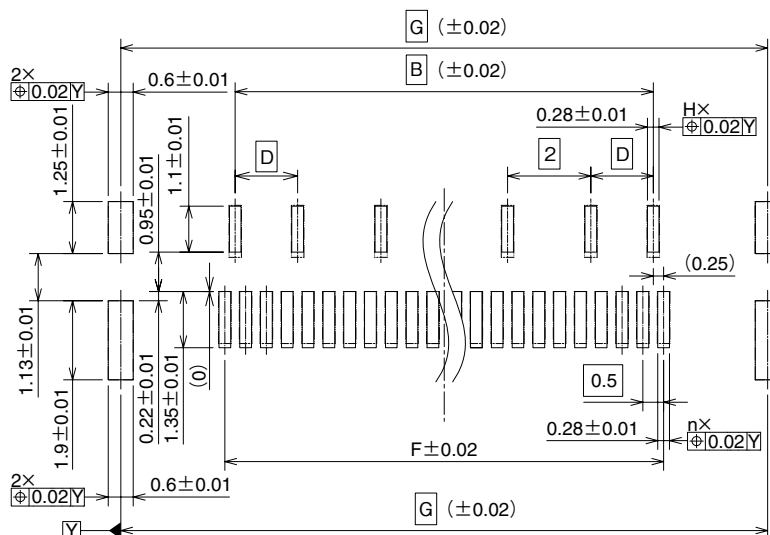 G (±0.02)
2×
⌖ 0.02 Y
0.6±0.01
B (±0.02)
0.28±0.01
H×
⌖ 0.02 Y
1.25±0.01
0.95±0.01
1.1±0.01
D
2
D
(0.25)
1.13±0.01
1.9±0.01
0.22±0.01
1.35±0.01
(0)
0.5
0.28±0.01
n×
⌖ 0.02 Y
F±0.02
2×
⌖ 0.02 Y
0.6±0.01
Y
G (±0.02)